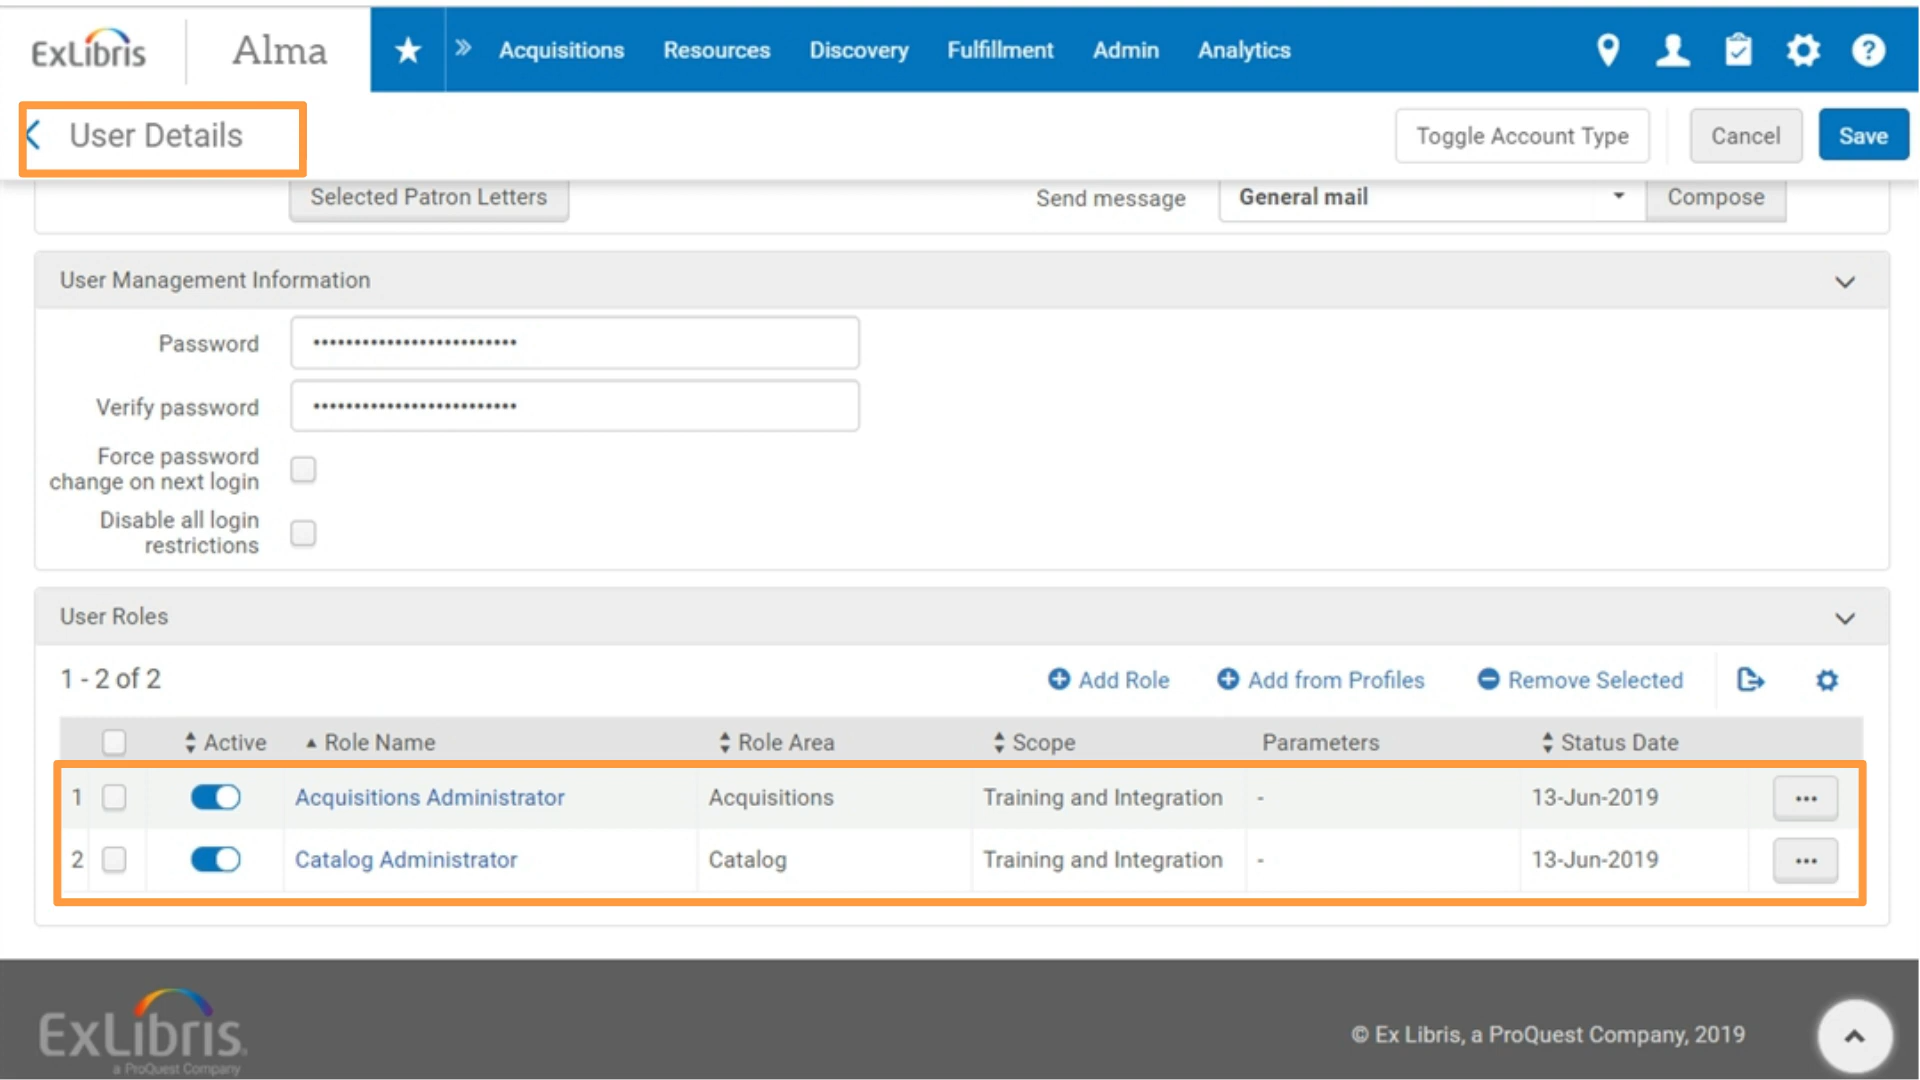 ExLibris Alma Acquisitions Resources Discovery Fulfillment Admin Analytics
User Details Toggle Account Type Cancel Save
Selected Patron Letters Send message General mail Compose
User Management Information
Password •••••••••••••••••••••••••
Verify password •••••••••••••••••••••••••
Force password
change on next login
Disable all login
restrictions
User Roles
1 - 2 of 2 Add Role Add from Profiles Remove Selected
Active Role Name Role Area Scope Parameters Status Date
1 Acquisitions Administrator Acquisitions Training and Integration - 13-Jun-2019 ...
2 Catalog Administrator Catalog Training and Integration - 13-Jun-2019 ...
ExLibris
a ProQuest Company
© Ex Libris, a ProQuest Company, 2019